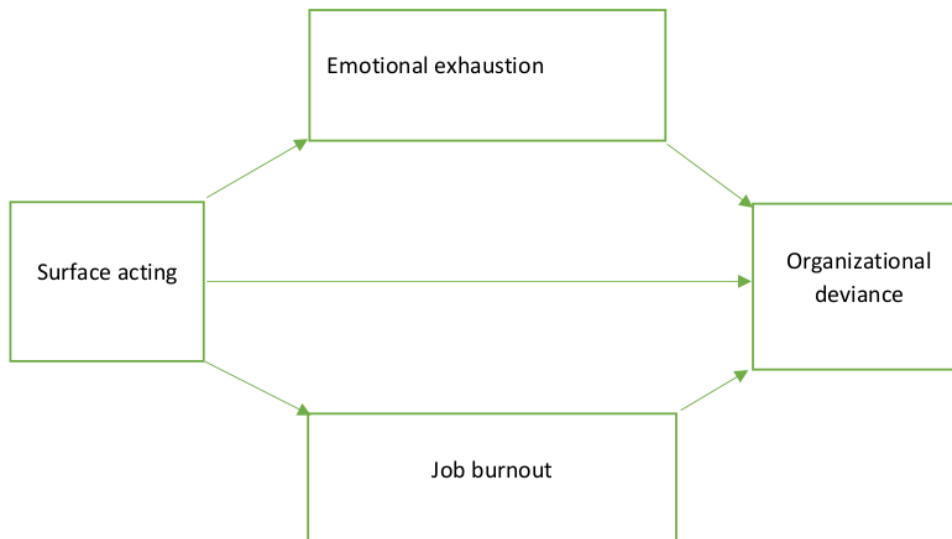 Emotional exhaustion
Surface acting
Organizational
deviance
Job burnout